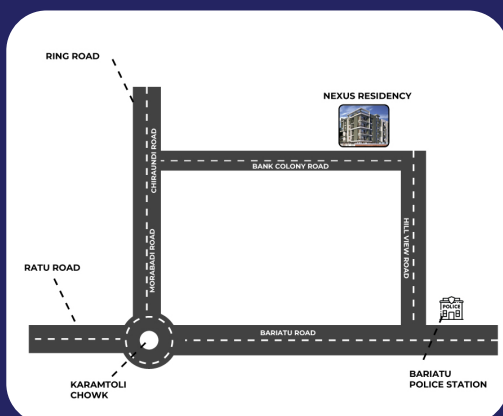 RING ROAD
NEXUS RESIDENCY
CHIRAUNDI ROAD
BANK COLONY ROAD
MORABADI ROAD
HILL VIEW ROAD
RATU ROAD
POLICE
BARIATU ROAD
KARAMTOLI
CHOWK
BARIATU
POLICE STATION